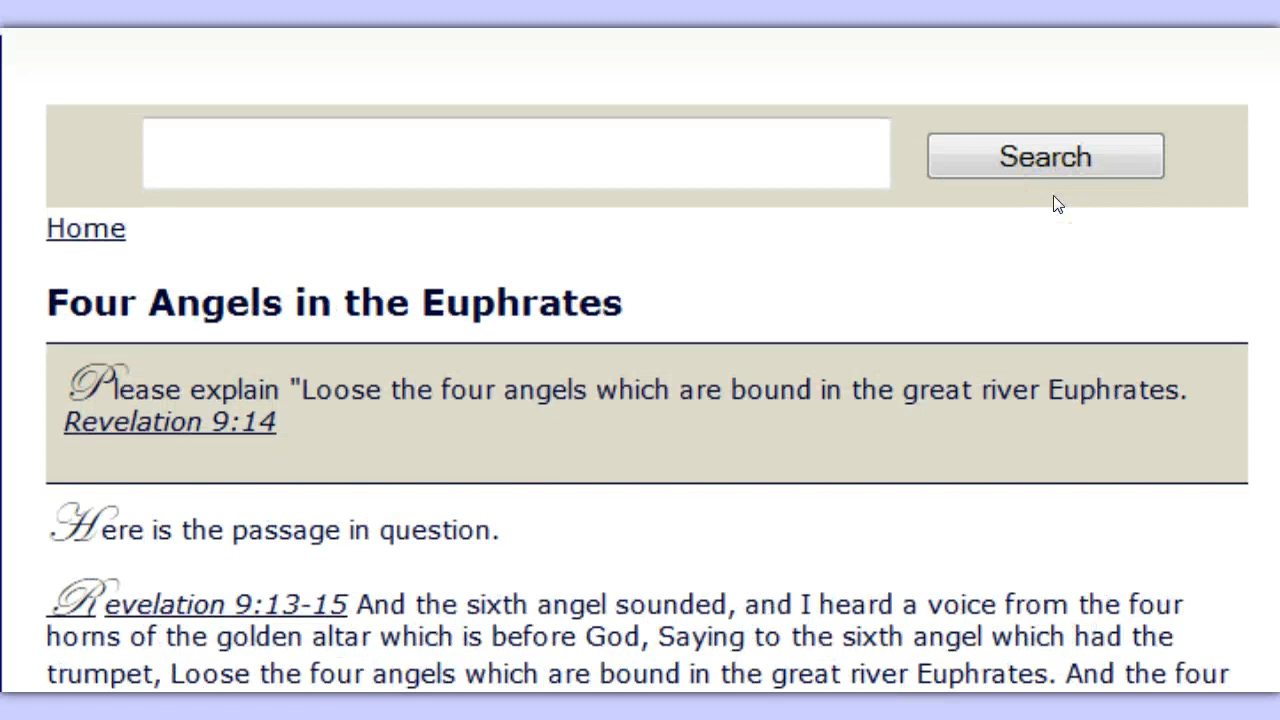 Search
Home
Four Angels in the Euphrates
Please explain "Loose the four angels which are bound in the great river Euphrates.
Revelation 9:14
Here is the passage in question.
Revelation 9:13-15 And the sixth angel sounded, and I heard a voice from the four
horns of the golden altar which is before God, Saying to the sixth angel which had the
trumpet, Loose the four angels which are bound in the great river Euphrates. And the four